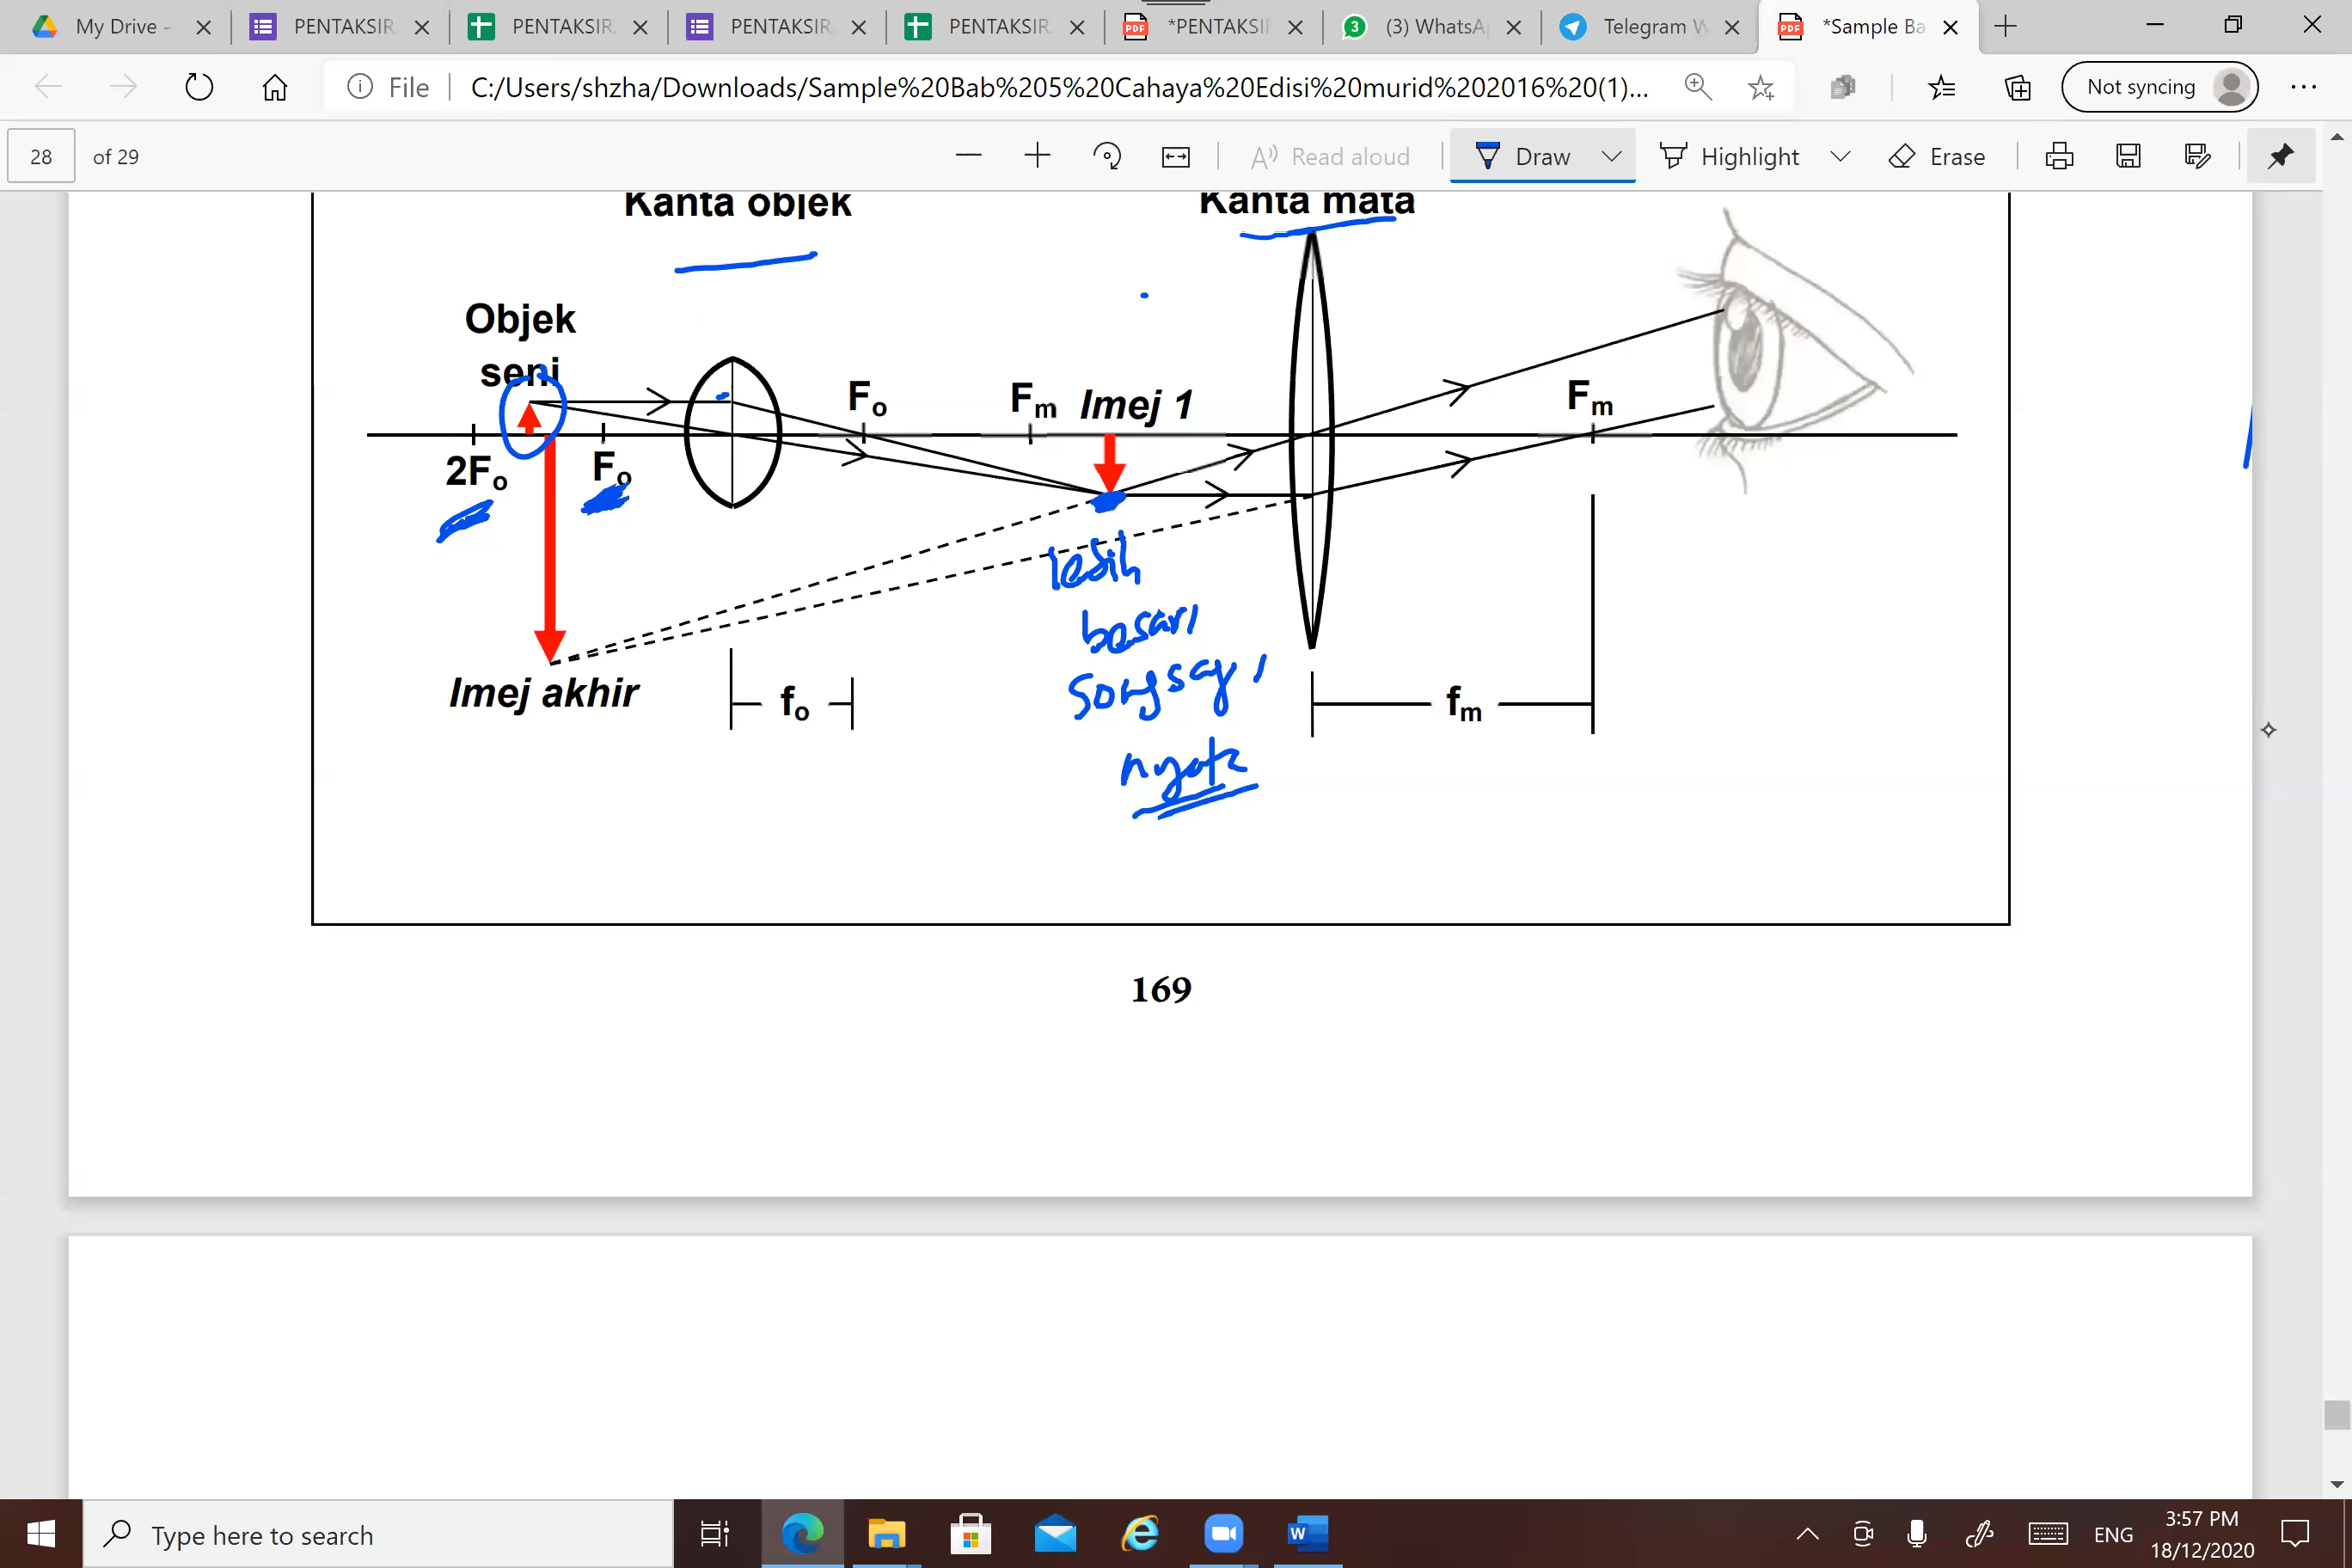 My Drive -
PENTAKSIR
PENTAKSIR
PENTAKSIR
PENTAKSIR
*PENTAKSI
(3) WhatsA
Telegram W
*Sample Ba
File
C:/Users/shzha/Downloads/Sample%20Bab%205%20Cahaya%20Edisi%20murid%202016%20(1)...
Not syncing
28
of 29
Read aloud
Draw
Highlight
Erase
Kanta objek
Kanta mata
Objek
seni
Fo
Fm
Imej 1
Fm
2Fo
Fo
lebih
besar,
songsang,
nyata
Imej akhir
fo
fm
169
Type here to search
ENG
3:57 PM
18/12/2020